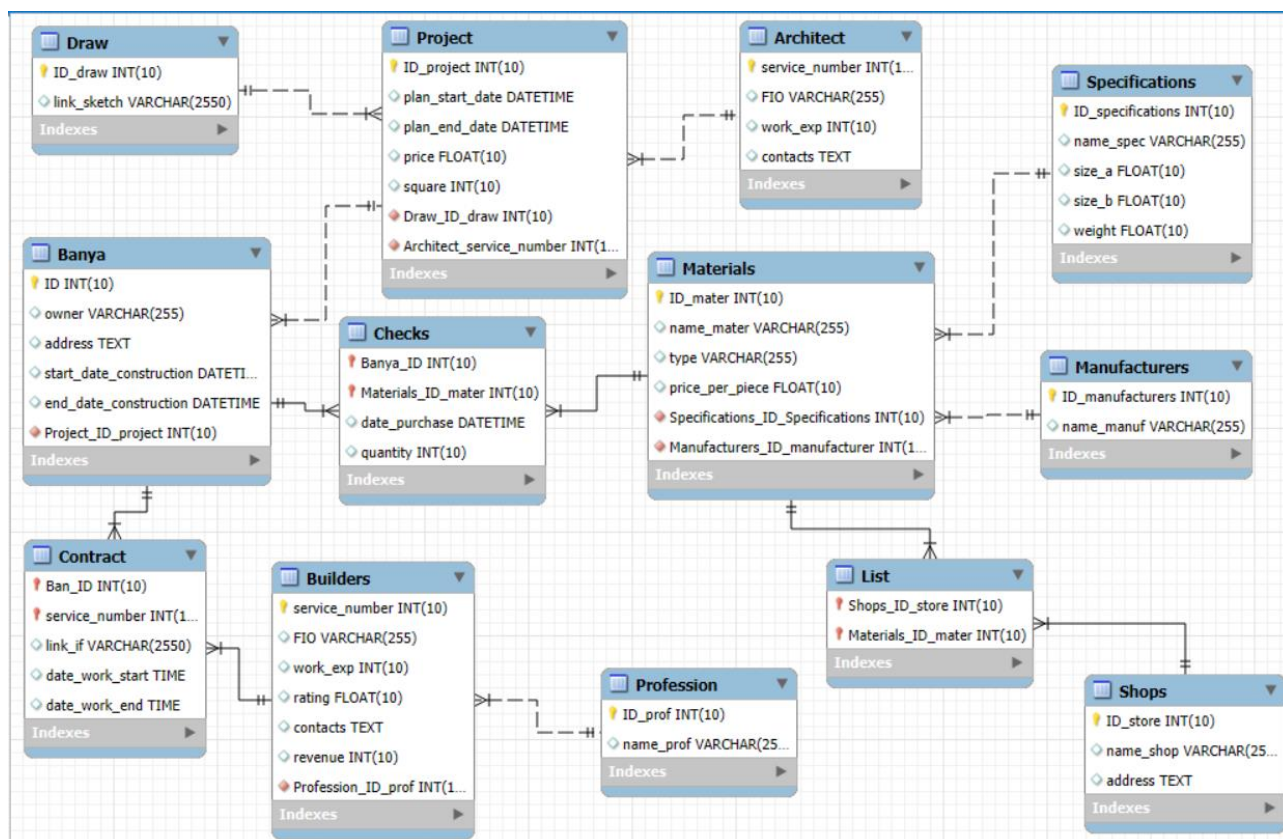 Draw
ID_draw INT(10)
link_sketch VARCHAR(2550)
Indexes
Project
ID_project INT(10)
plan_start_date DATETIME
plan_end_date DATETIME
price FLOAT(10)
square INT(10)
Draw_ID_draw INT(10)
Architect_service_number INT(1...
Indexes
Architect
service_number INT(1...
FIO VARCHAR(255)
work_exp INT(10)
contacts TEXT
Indexes
Specifications
ID_specifications INT(10)
name_spec VARCHAR(255)
size_a FLOAT(10)
size_b FLOAT(10)
weight FLOAT(10)
Indexes
Banya
ID INT(10)
owner VARCHAR(255)
address TEXT
start_date_construction DATETI...
end_date_construction DATETIME
Project_ID_project INT(10)
Indexes
Checks
Banya_ID INT(10)
Materials_ID_mater INT(10)
date_purchase DATETIME
quantity INT(10)
Indexes
Materials
ID_mater INT(10)
name_mater VARCHAR(255)
type VARCHAR(255)
price_per_piece FLOAT(10)
Specifications_ID_Specifications INT(10)
Manufacturers_ID_manufacturer INT(1...
Indexes
Manufacturers
ID_manufacturers INT(10)
name_manuf VARCHAR(255)
Indexes
Contract
Ban_ID INT(10)
service_number INT(1...
link_if VARCHAR(2550)
date_work_start TIME
date_work_end TIME
Indexes
Builders
service_number INT(10)
FIO VARCHAR(255)
work_exp INT(10)
rating FLOAT(10)
contacts TEXT
revenue INT(10)
Profession_ID_prof INT(1...
Indexes
Profession
ID_prof INT(10)
name_prof VARCHAR(25...
Indexes
List
Shops_ID_store INT(10)
Materials_ID_mater INT(10)
Indexes
Shops
ID_store INT(10)
name_shop VARCHAR(25...
address TEXT
Indexes